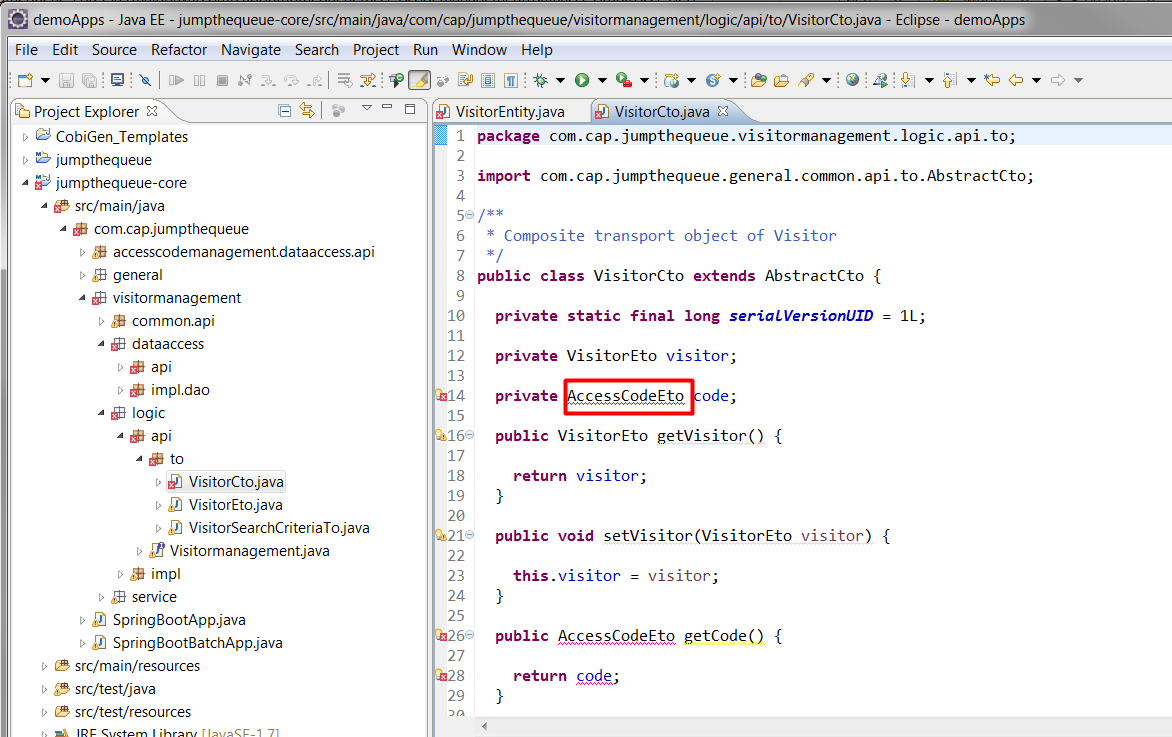 demoApps - Java EE - jumpthequeue-core/src/main/java/com/cap/jumpthequeue/visitormanagement/logic/api/to/VisitorCto.java - Eclipse - demoApps
File Edit Source Refactor Navigate Search Project Run Window Help
Project Explorer
CobiGen_Templates
jumpthequeue
jumpthequeue-core
src/main/java
com.cap.jumpthequeue
accesscodemanagement.dataaccess.api
general
visitormanagement
common.api
dataaccess
api
impl.dao
logic
api
to
VisitorCto.java
VisitorEto.java
VisitorSearchCriteriaTo.java
Visitormanagement.java
impl
service
SpringBootApp.java
SpringBootBatchApp.java
src/main/resources
src/test/java
src/test/resources
JRE System Library [JavaSE-1.7]
VisitorEntity.java VisitorCto.java
1 package com.cap.jumpthequeue.visitormanagement.logic.api.to;
2
3 import com.cap.jumpthequeue.general.common.api.to.AbstractCto;
4
5 /**
6 * Composite transport object of Visitor
7 */
8 public class VisitorCto extends AbstractCto {
9
10 private static final long serialVersionUID = 1L;
11
12 private VisitorEto visitor;
13
14 private AccessCodeEto code;
15
16 public VisitorEto getVisitor() {
17
18 return visitor;
19 }
20
21 public void setVisitor(VisitorEto visitor) {
22
23 this.visitor = visitor;
24 }
25
26 public AccessCodeEto getCode() {
27
28 return code;
29 }
30